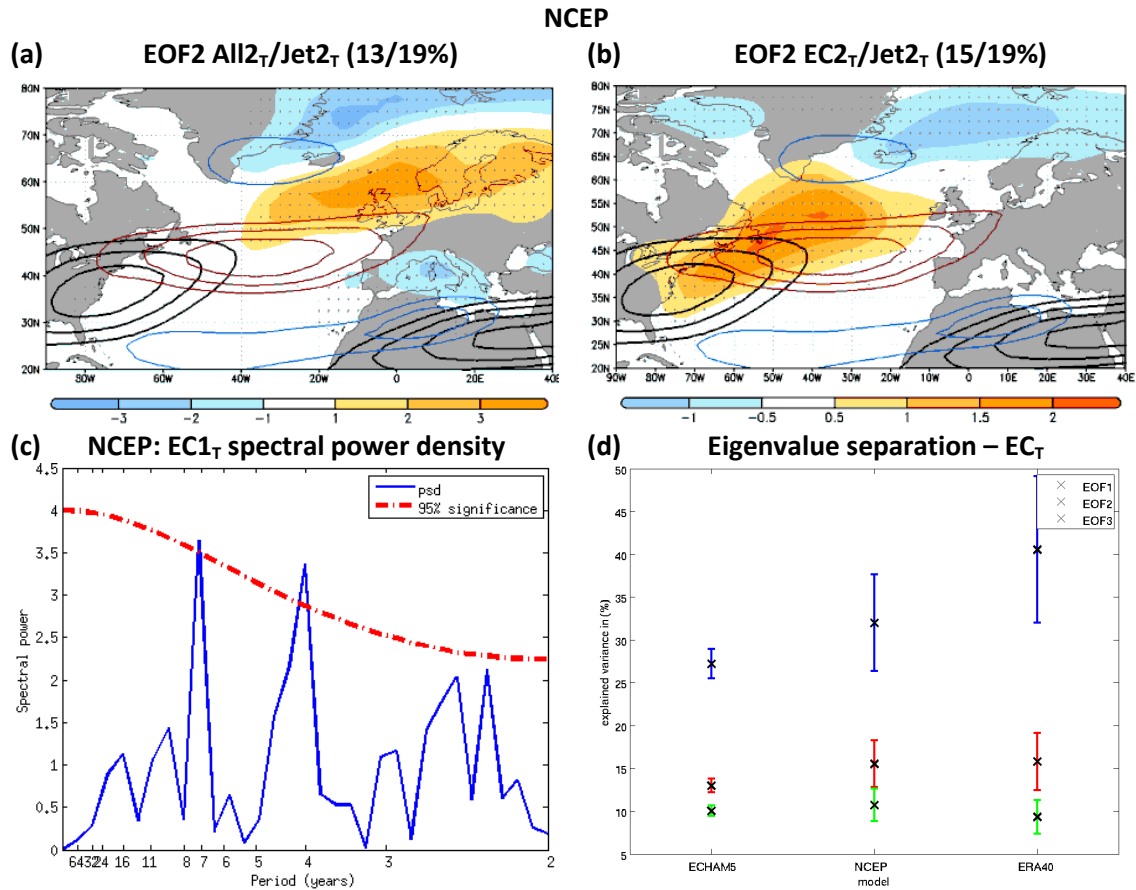 NCEP
(a) EOF2 All2T/Jet2T (13/19%)
(b) EOF2 EC2T/Jet2T (15/19%)
80N
70N
60N
50N
40N
30N
20N
80W 60W 40W 20W 0 20E 40E
-3 -2 -1 1 2 3
80N
75N
70N
65N
60N
55N
50N
45N
40N
35N
30N
25N
20N
90W 80W 70W 60W 50W 40W 30W 20W 10W 0 10E 20E 30E 40E
-1 -0.5 0.5 1 1.5 2
(c) NCEP: EC1T spectral power density
4.5
4
3.5
3
2.5
2
1.5
1
0.5
0
Spectral power
psd
95% significance
64 32 24 16 11 8 7 6 5 4 3 2
Period (years)
(d) Eigenvalue separation – ECT
50
45
40
35
30
25
20
15
10
5
explained variance in (%)
EOF1
EOF2
EOF3
ECHAM5 NCEP ERA40
model